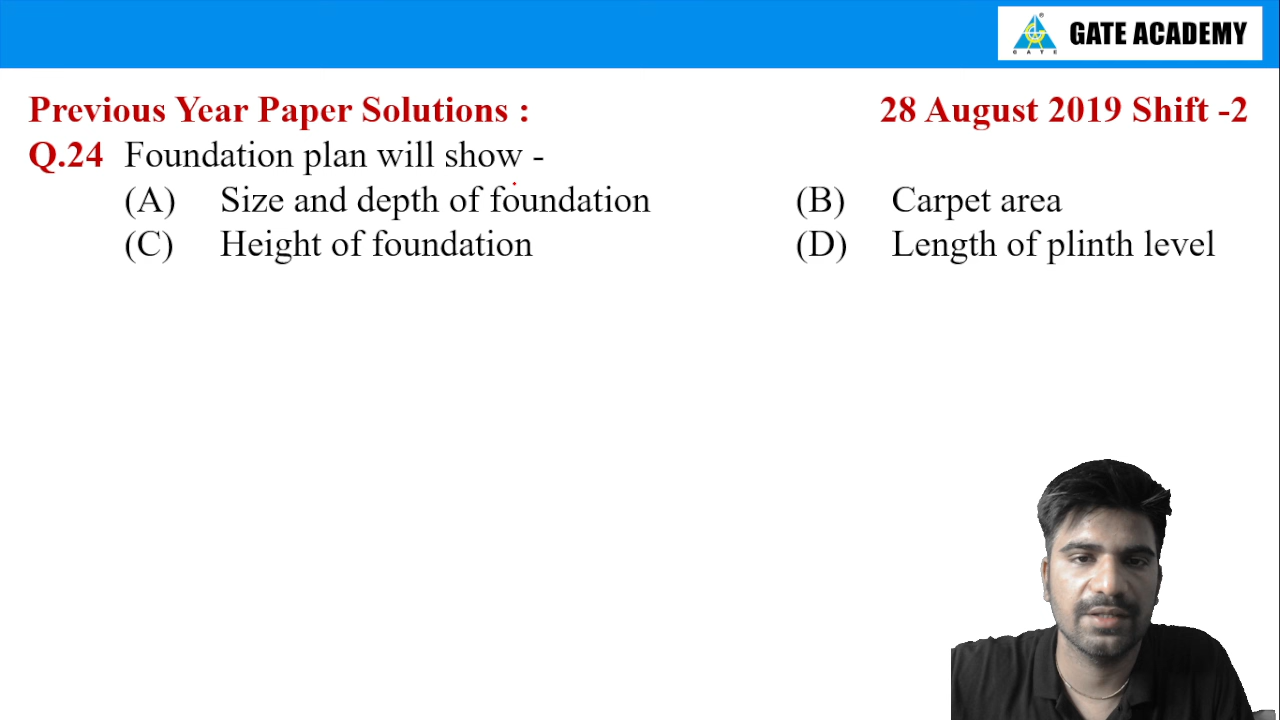 GATE ACADEMY
GATE
Previous Year Paper Solutions : 28 August 2019 Shift -2
Q.24 Foundation plan will show -
(A) Size and depth of foundation (B) Carpet area
(C) Height of foundation (D) Length of plinth level